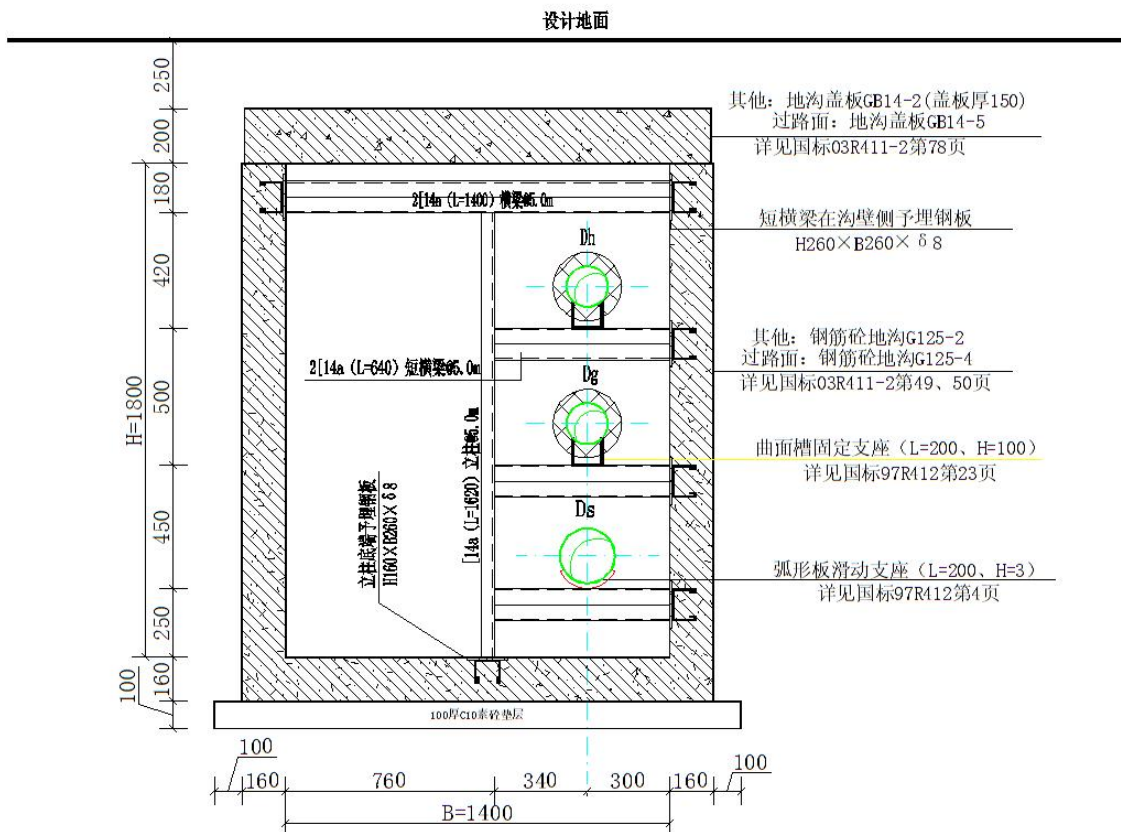 设计地面
250
200
180
420
500
450
250
160
100
H=1800
其他：地沟盖板GB14-2(盖板厚150)
过路面：地沟盖板GB14-5
详见国标03R411-2第78页
2[14a（L=1400）横梁@5.0m
短横梁在沟壁侧予埋钢板
H260×B260×δ8
Dh
其他：钢筋砼地沟G125-2
过路面：钢筋砼地沟G125-4
详见国标03R411-2第49、50页
2[14a（L=640）短横梁@5.0m
Dg
[14a（L=1620）立柱@5.0m
曲面槽固定支座（L=200、H=100）
详见国标97R412第23页
立柱底端予埋钢板
H160×B260×δ8
Ds
弧形板滑动支座（L=200、H=3）
详见国标97R412第4页
100厚C10素砼垫层
100
160
760
340
300
160
100
B=1400